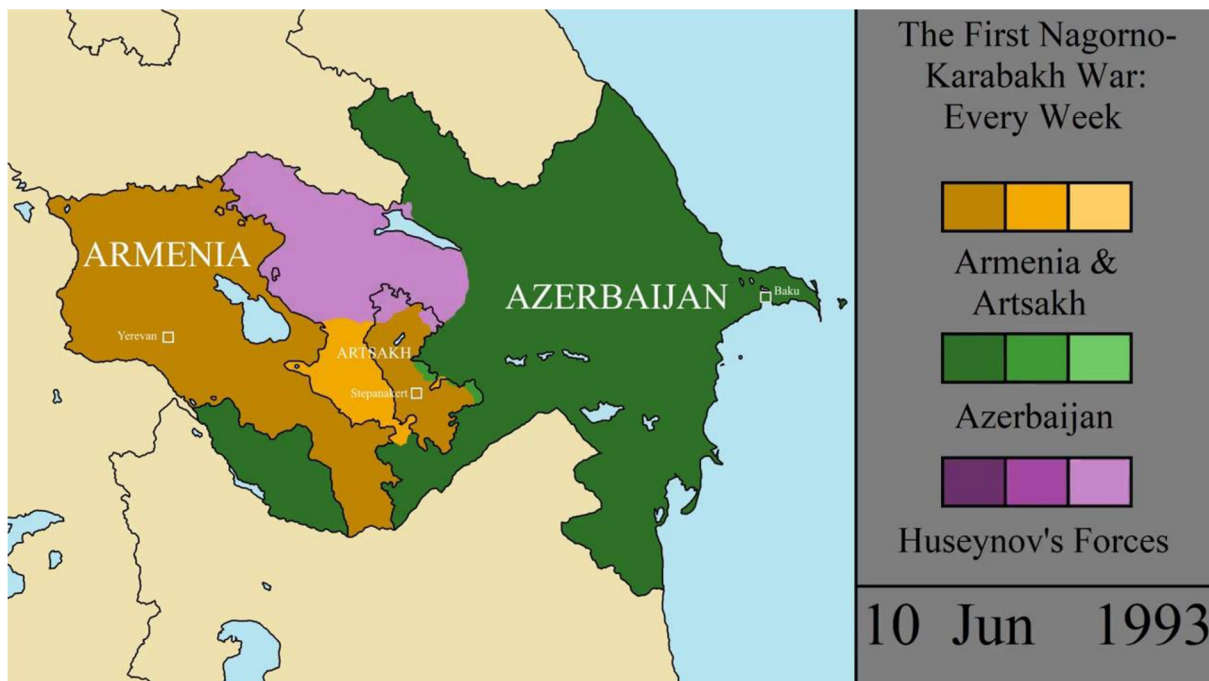 The First Nagorno-
Karabakh War:
Every Week
Armenia &
Artsakh
Azerbaijan
Huseynov's Forces
10 Jun 1993
ARMENIA
AZERBAIJAN
Baku
Yerevan
ARTSAKH
Stepanakert